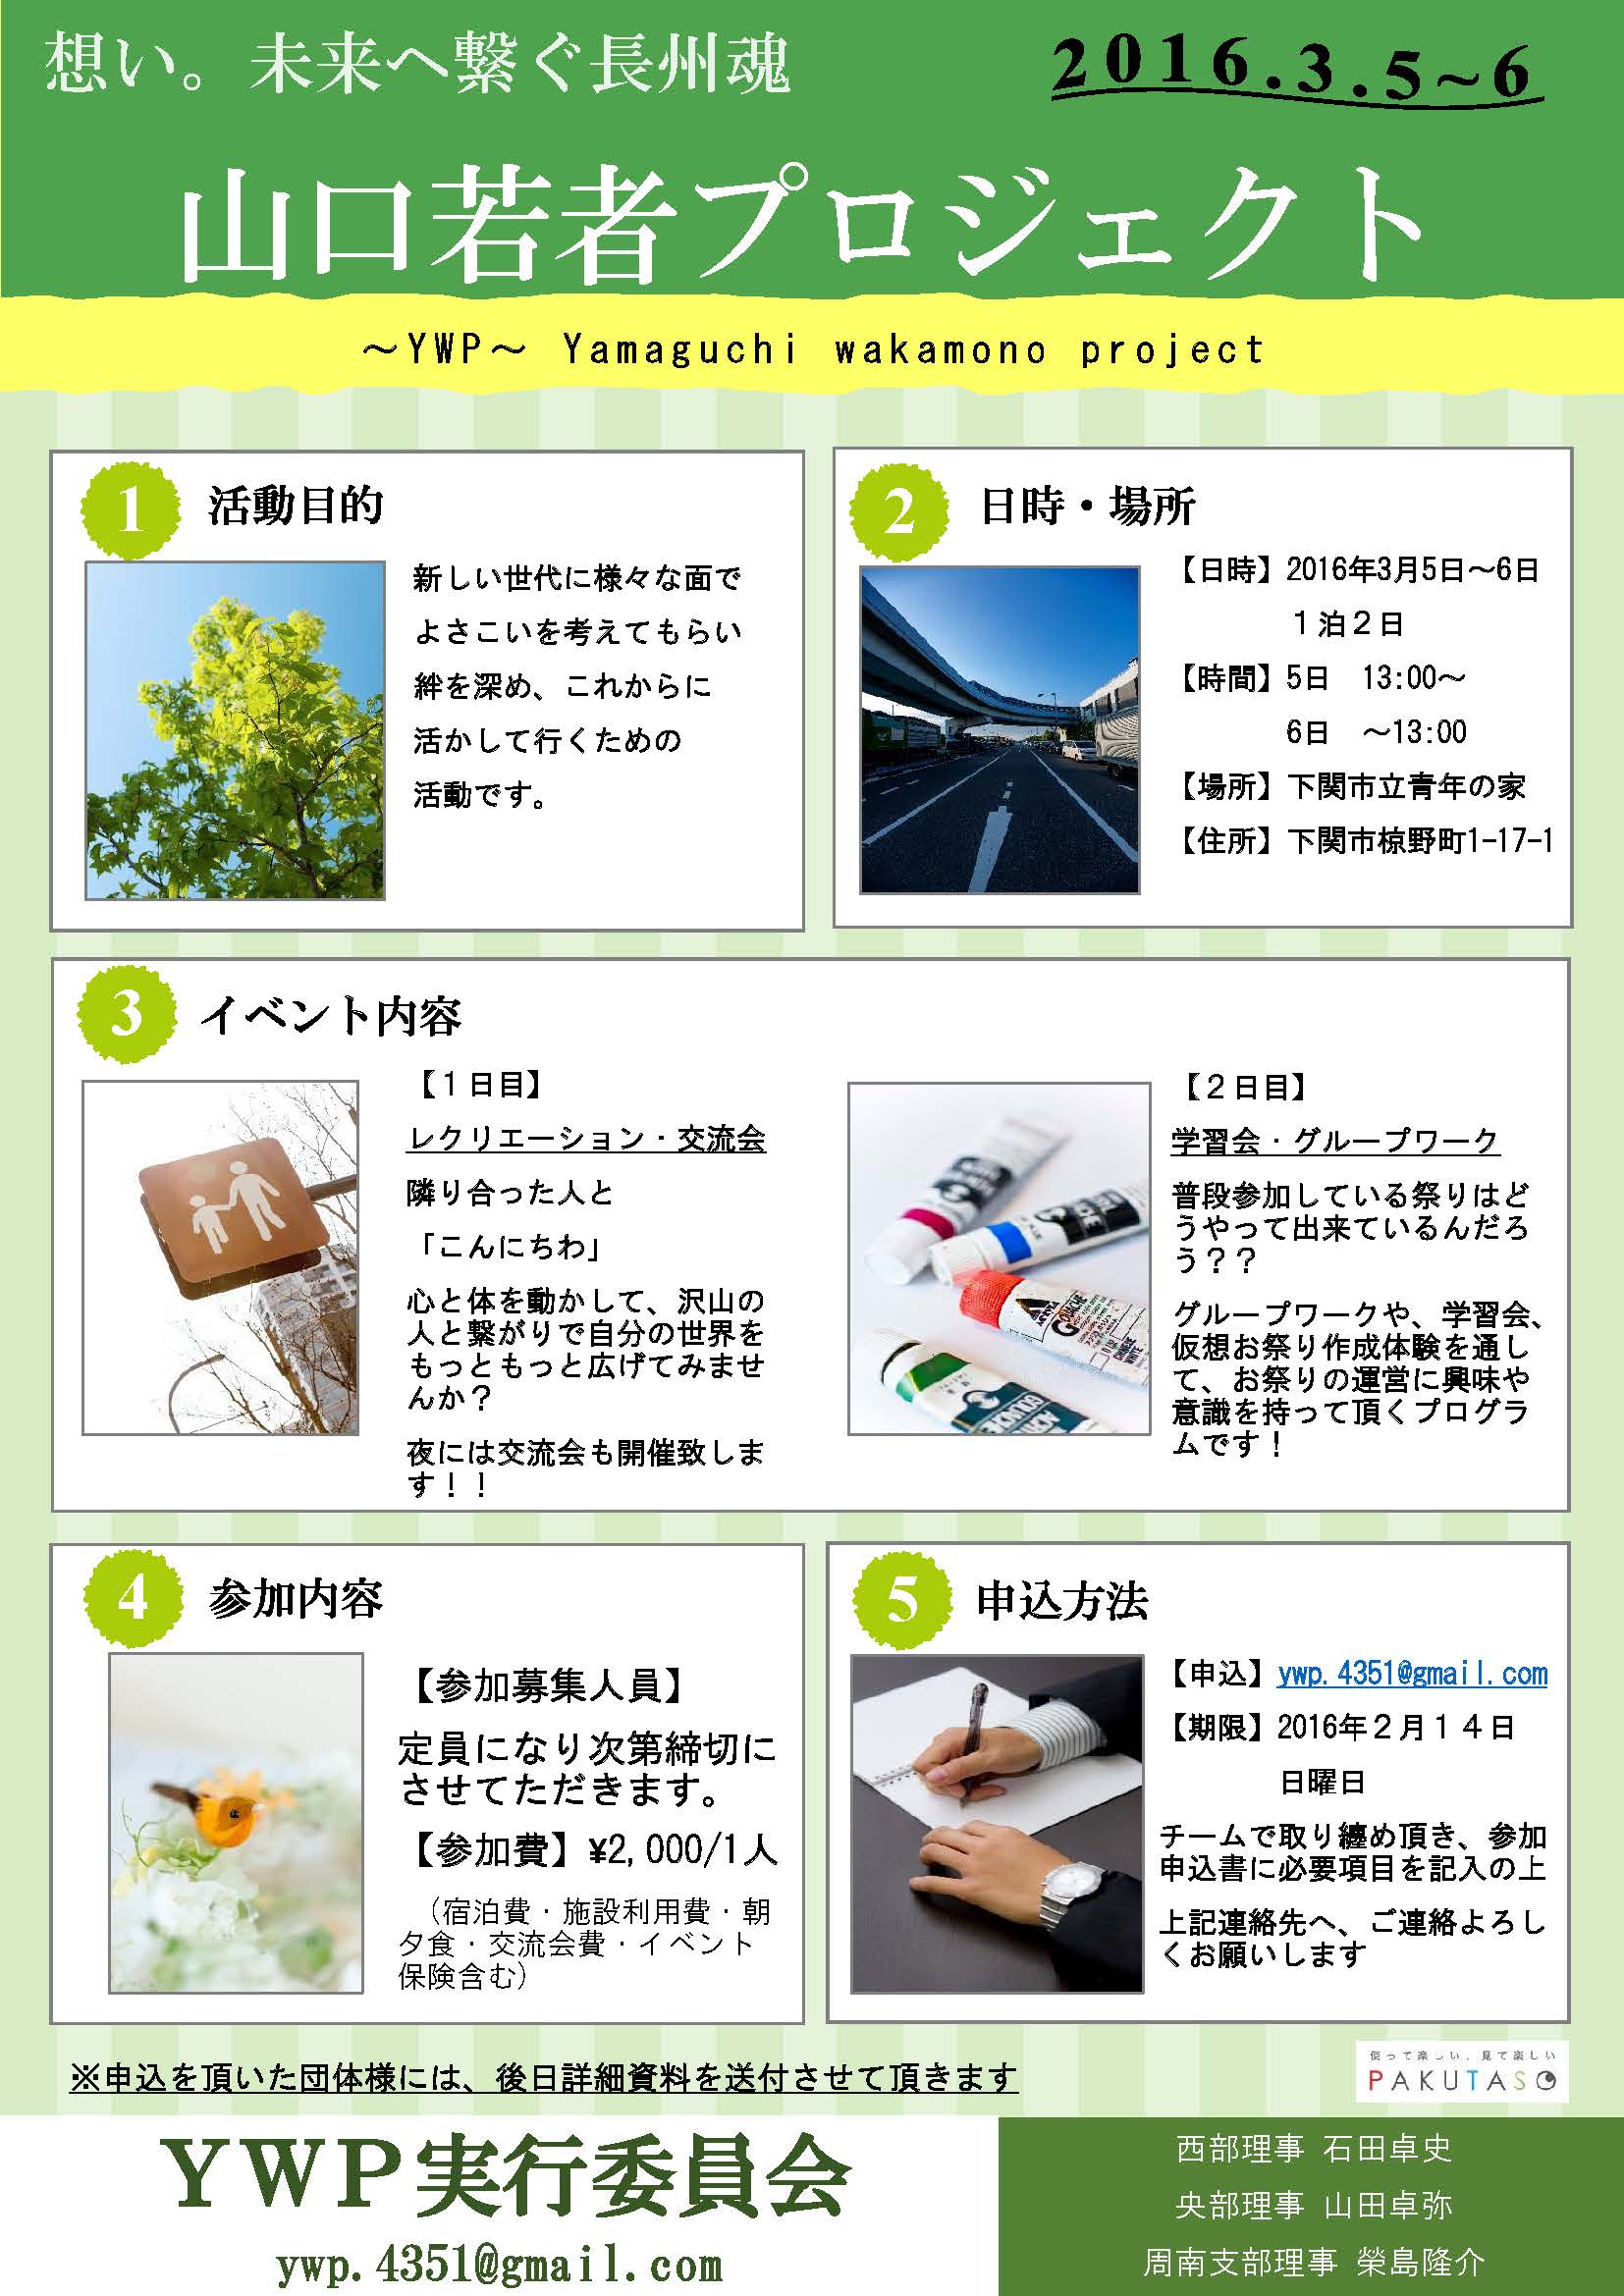 想い。未来へ繋ぐ長州魂
2016.3.5~6
山口若者プロジェクト
～YWP～ Yamaguchi wakamono project
1 活動目的
新しい世代に様々な面で
よさこいを考えてもらい
絆を深め、これからに
活かして行くための
活動です。
2 日時・場所
【日時】2016年3月5日～6日
１泊２日
【時間】5日　13:00～
6日　～13:00
【場所】下関市立青年の家
【住所】下関市椋野町1-17-1
3 イベント内容
【１日目】
レクリエーション・交流会
隣り合った人と
「こんにちわ」
心と体を動かして、沢山の
人と繋がりで自分の世界を
もっともっと広げてみませ
んか？
夜には交流会も開催致しま
す！！
【２日目】
学習会・グループワーク
普段参加している祭りはど
うやって出来ているんだろ
う？？
グループワークや、学習会、
仮想お祭り作成体験を通し
て、お祭りの運営に興味や
意識を持って頂くプログラ
ムです！
4 参加内容
【参加募集人員】
定員になり次第締切に
させてただきます。
【参加費】¥2,000/1人
（宿泊費・施設利用費・朝
夕食・交流会費・イベント
保険含む）
5 申込方法
【申込】ywp.4351@gmail.com
【期限】2016年２月１４日
日曜日
チームで取り纏め頂き、参加
申込書に必要項目を記入の上
上記連絡先へ、ご連絡よろし
くお願いします
※申込を頂いた団体様には、後日詳細資料を送付させて頂きます
使って楽しい、見て楽しい
PAKUTASO
YWP実行委員会
ywp.4351@gmail.com
西部理事 石田卓史
央部理事 山田卓弥
周南支部理事 榮島隆介